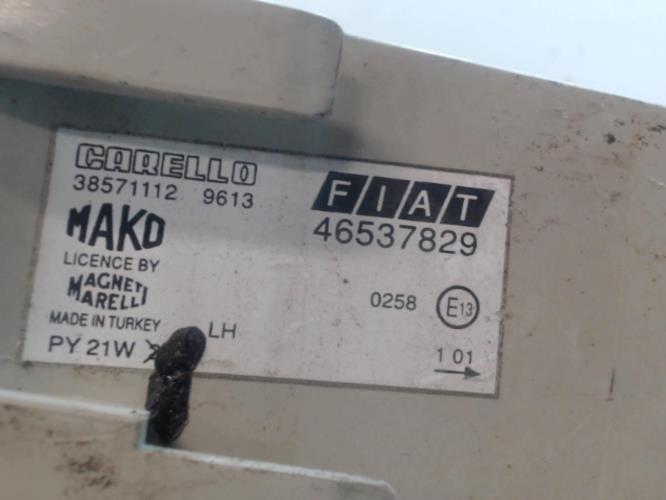 CARELLO
38571112 9613
FIAT
46537829
MAKO
LICENCE BY
MAGNETI
MARELLI
MADE IN TURKEY
LH
PY 21W
0258 E13
1 01